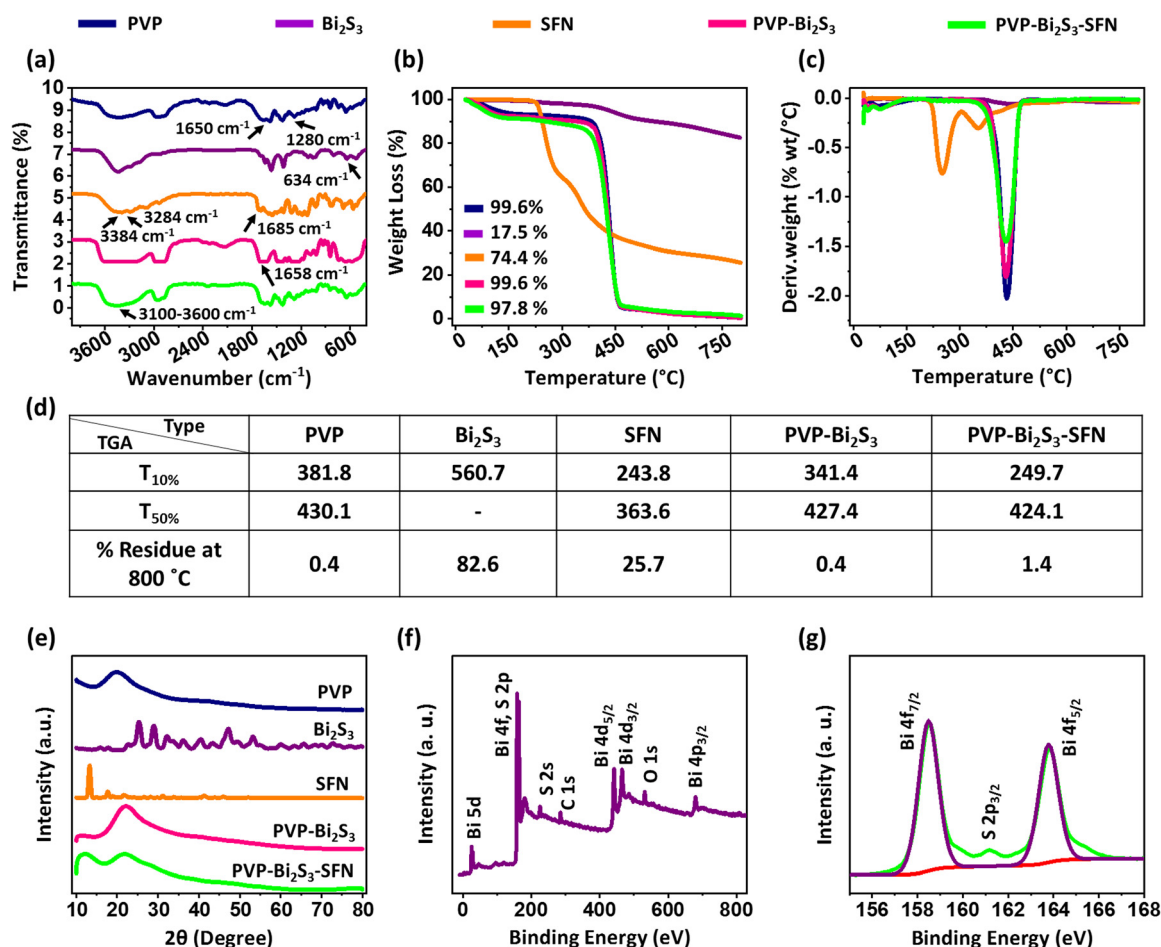 PVP Bi₂S₃ SFN PVP-Bi₂S₃ PVP-Bi₂S₃-SFN
(a)
Transmittance (%)
10
9
8
7
6
5
4
3
2
1
0
1650 cm⁻¹
1280 cm⁻¹
634 cm⁻¹
3284 cm⁻¹
3384 cm⁻¹
1685 cm⁻¹
1658 cm⁻¹
3100-3600 cm⁻¹
3600 3000 2400 1800 1200 600
Wavenumber (cm⁻¹)
(b)
Weight Loss (%)
100
80
60
40
20
0
99.6%
17.5 %
74.4 %
99.6 %
97.8 %
0 150 300 450 600 750
Temperature (°C)
(c)
Deriv.weight (% wt/°C)
0.0
-0.5
-1.0
-1.5
-2.0
0 150 300 450 600 750
Temperature (°C)
(d)
Type
TGA
PVP Bi₂S₃ SFN PVP-Bi₂S₃ PVP-Bi₂S₃-SFN
T₁₀% 381.8 560.7 243.8 341.4 249.7
T₅₀% 430.1 - 363.6 427.4 424.1
% Residue at
800 ˚C
0.4 82.6 25.7 0.4 1.4
(e)
Intensity (a.u.)
PVP
Bi₂S₃
SFN
PVP-Bi₂S₃
PVP-Bi₂S₃-SFN
10 20 30 40 50 60 70 80
2θ (Degree)
(f)
Intensity (a. u.)
Bi 5d
Bi 4f, S 2p
S 2s
C 1s
Bi 4d₅/₂
Bi 4d₃/₂
O 1s
Bi 4p₃/₂
0 200 400 600 800
Binding Energy (eV)
(g)
Intensity (a. u.)
Bi 4f₇/₂
S 2p₃/₂
Bi 4f₅/₂
156 158 160 162 164 166 168
Binding Energy (eV)